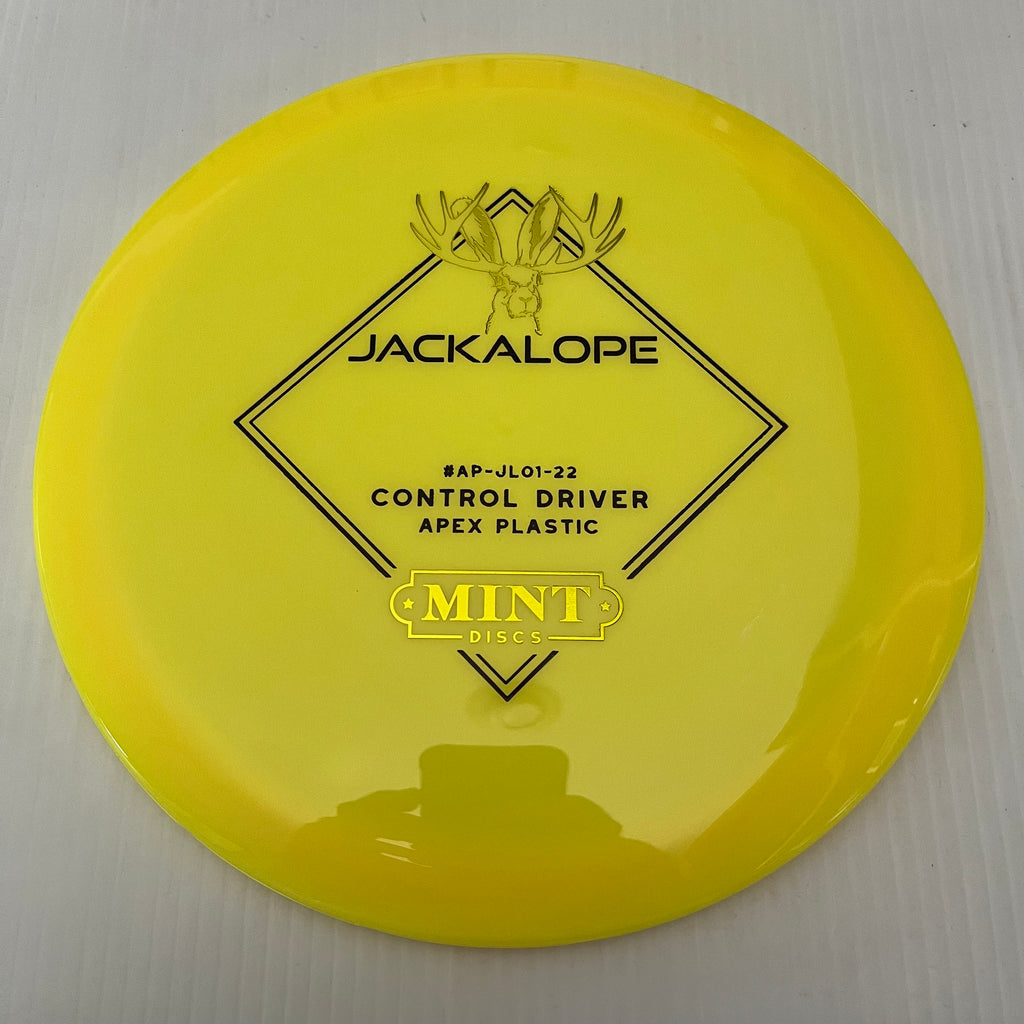 JACKALOPE
#AP-JL01-22
CONTROL DRIVER
APEX PLASTIC
MINT
DISCS